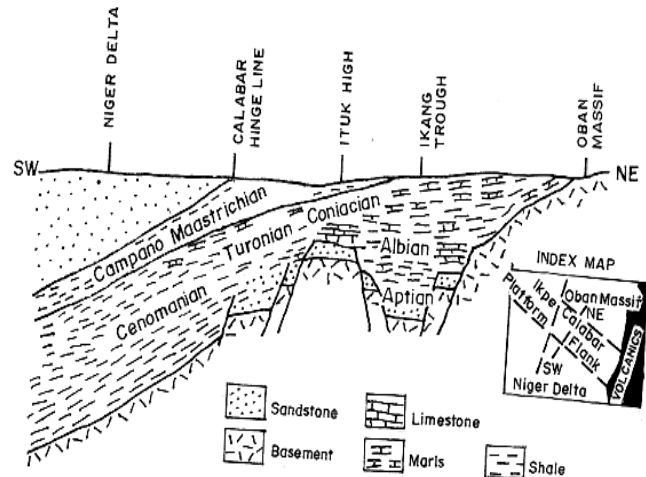 NIGER DELTA
CALABAR
HINGE LINE
ITUK HIGH
IKANG
TROUGH
OBAN
MASSIF
SW
NE
Campano Maastrichian
Turonian Coniacian
Albian
Cenomanian
Aptian
INDEX MAP
Ikpe
Platform
Oban Massif
NE
Calabar
Flank
SW
Niger Delta
VOLCANICS
Sandstone
Limestone
Basement
Marls
Shale